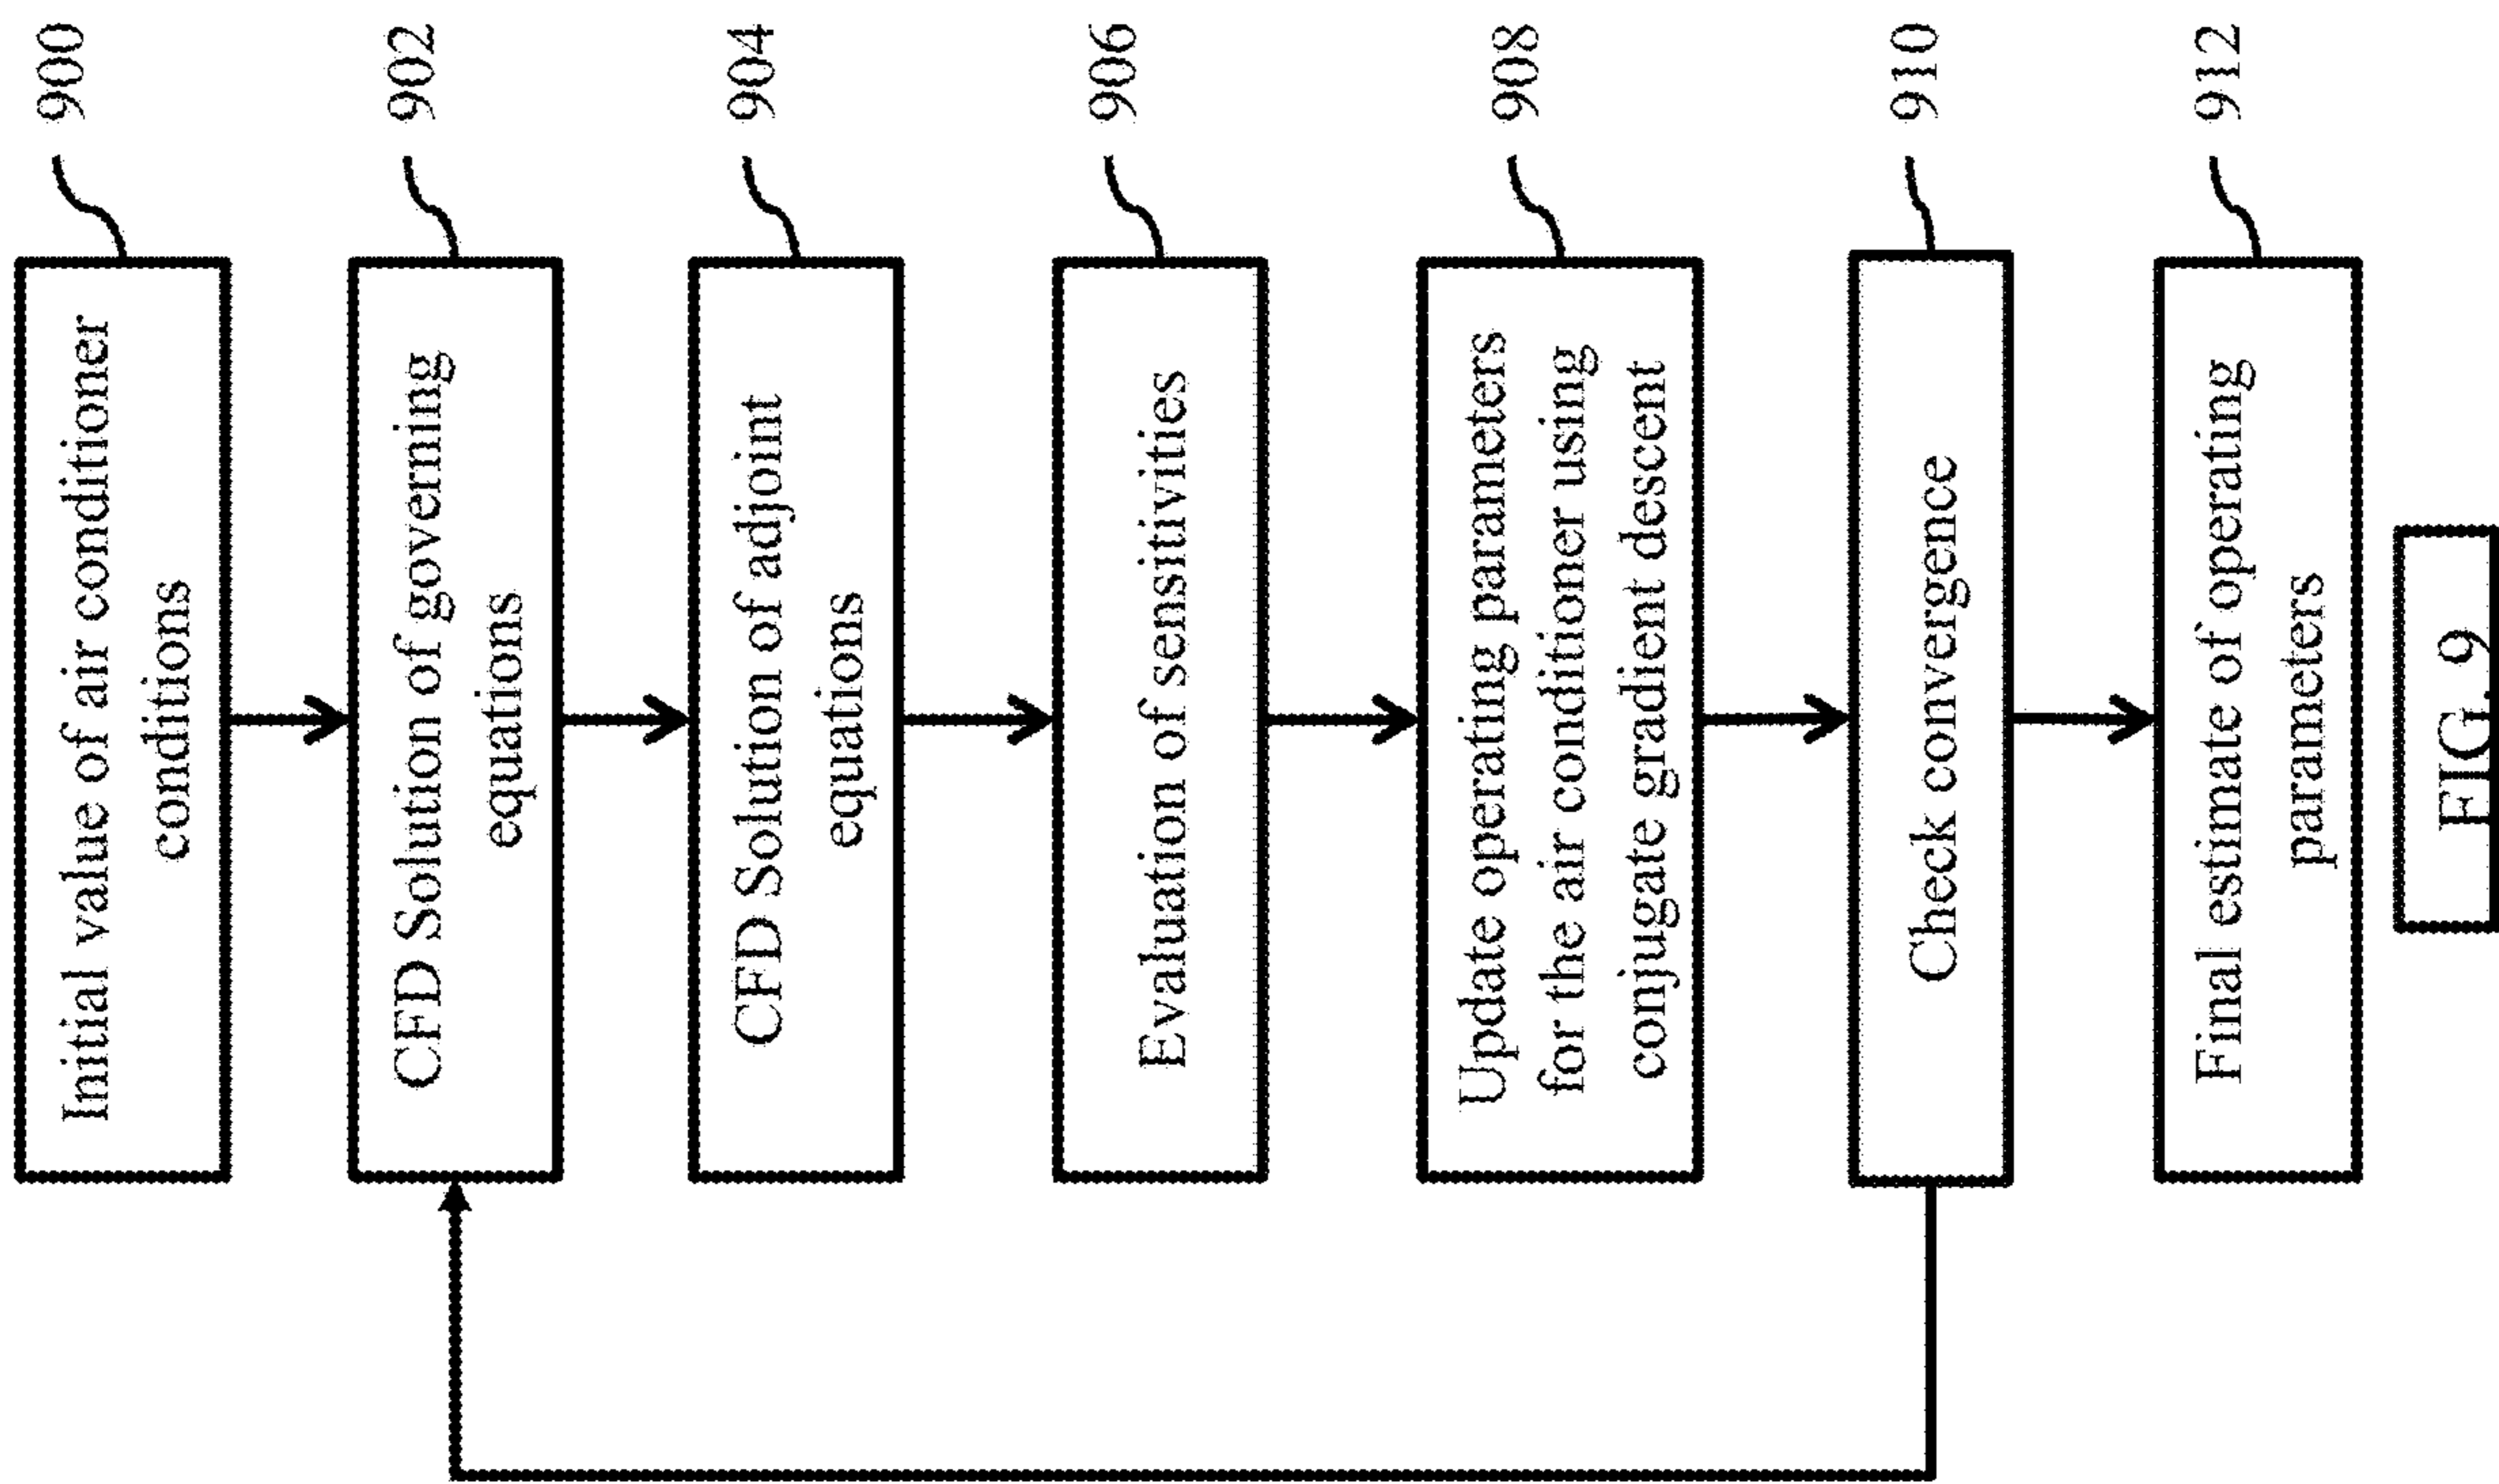 Initial value of air conditioner
conditions
900
CFD Solution of governing
equations
902
CFD Solution of adjoint
equations
904
Evaluation of sensitivities
906
Update operating parameters
for the air conditioner using
conjugate gradient descent
908
Check convergence
910
Final estimate of operating
parameters
912
FIG. 9